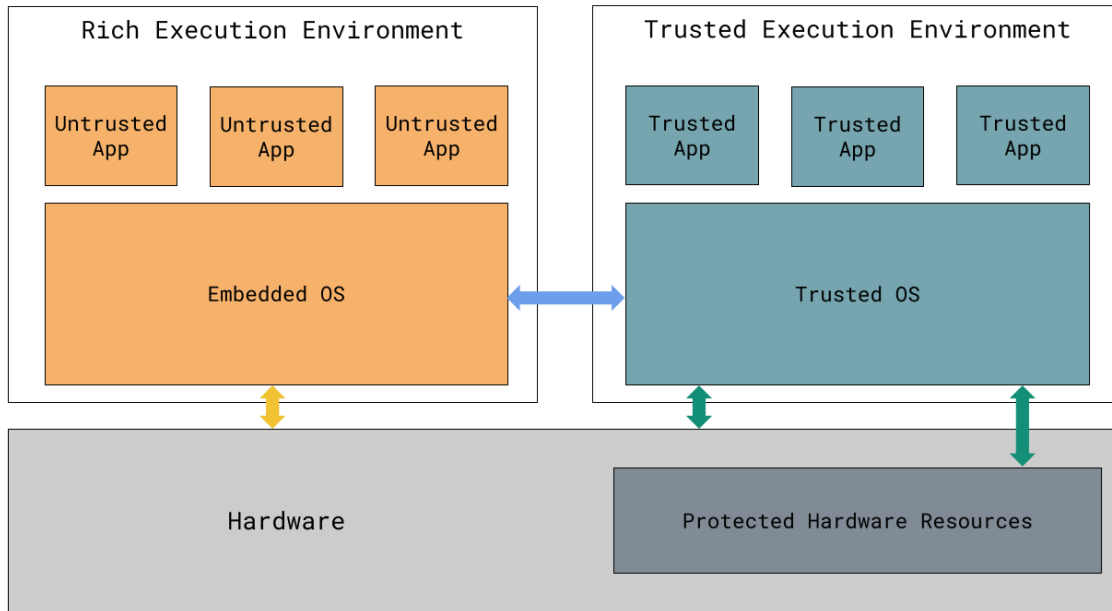 Rich Execution Environment
Untrusted
App
Untrusted
App
Untrusted
App
Embedded OS
Trusted Execution Environment
Trusted
App
Trusted
App
Trusted
App
Trusted OS
Hardware
Protected Hardware Resources